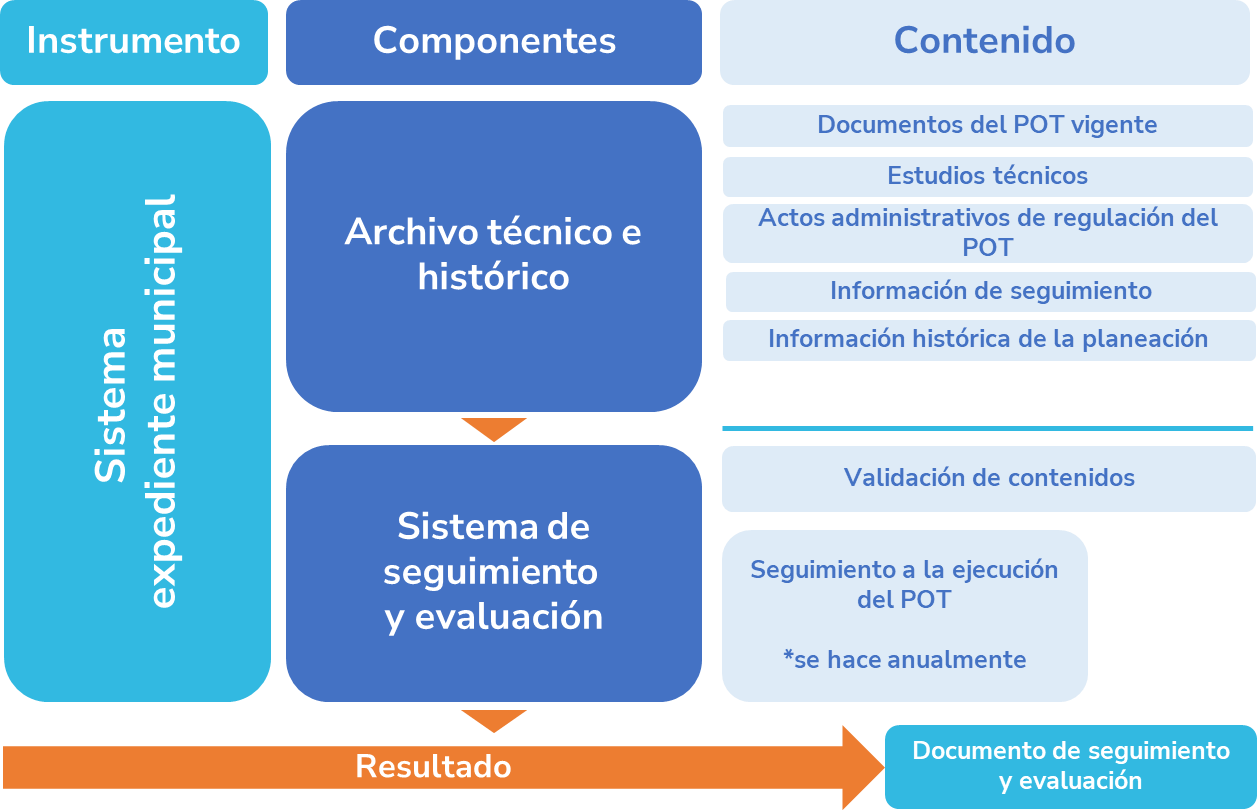 Instrumento
Componentes
Contenido
Sistema
expediente municipal
Archivo técnico e
histórico
Documentos del POT vigente
Estudios técnicos
Actos administrativos de regulación del
POT
Información de seguimiento
Información histórica de la planeación
Sistema de
seguimiento
y evaluación
Validación de contenidos
Seguimiento a la ejecución
del POT
*se hace anualmente
Resultado
Documento de seguimiento
y evaluación